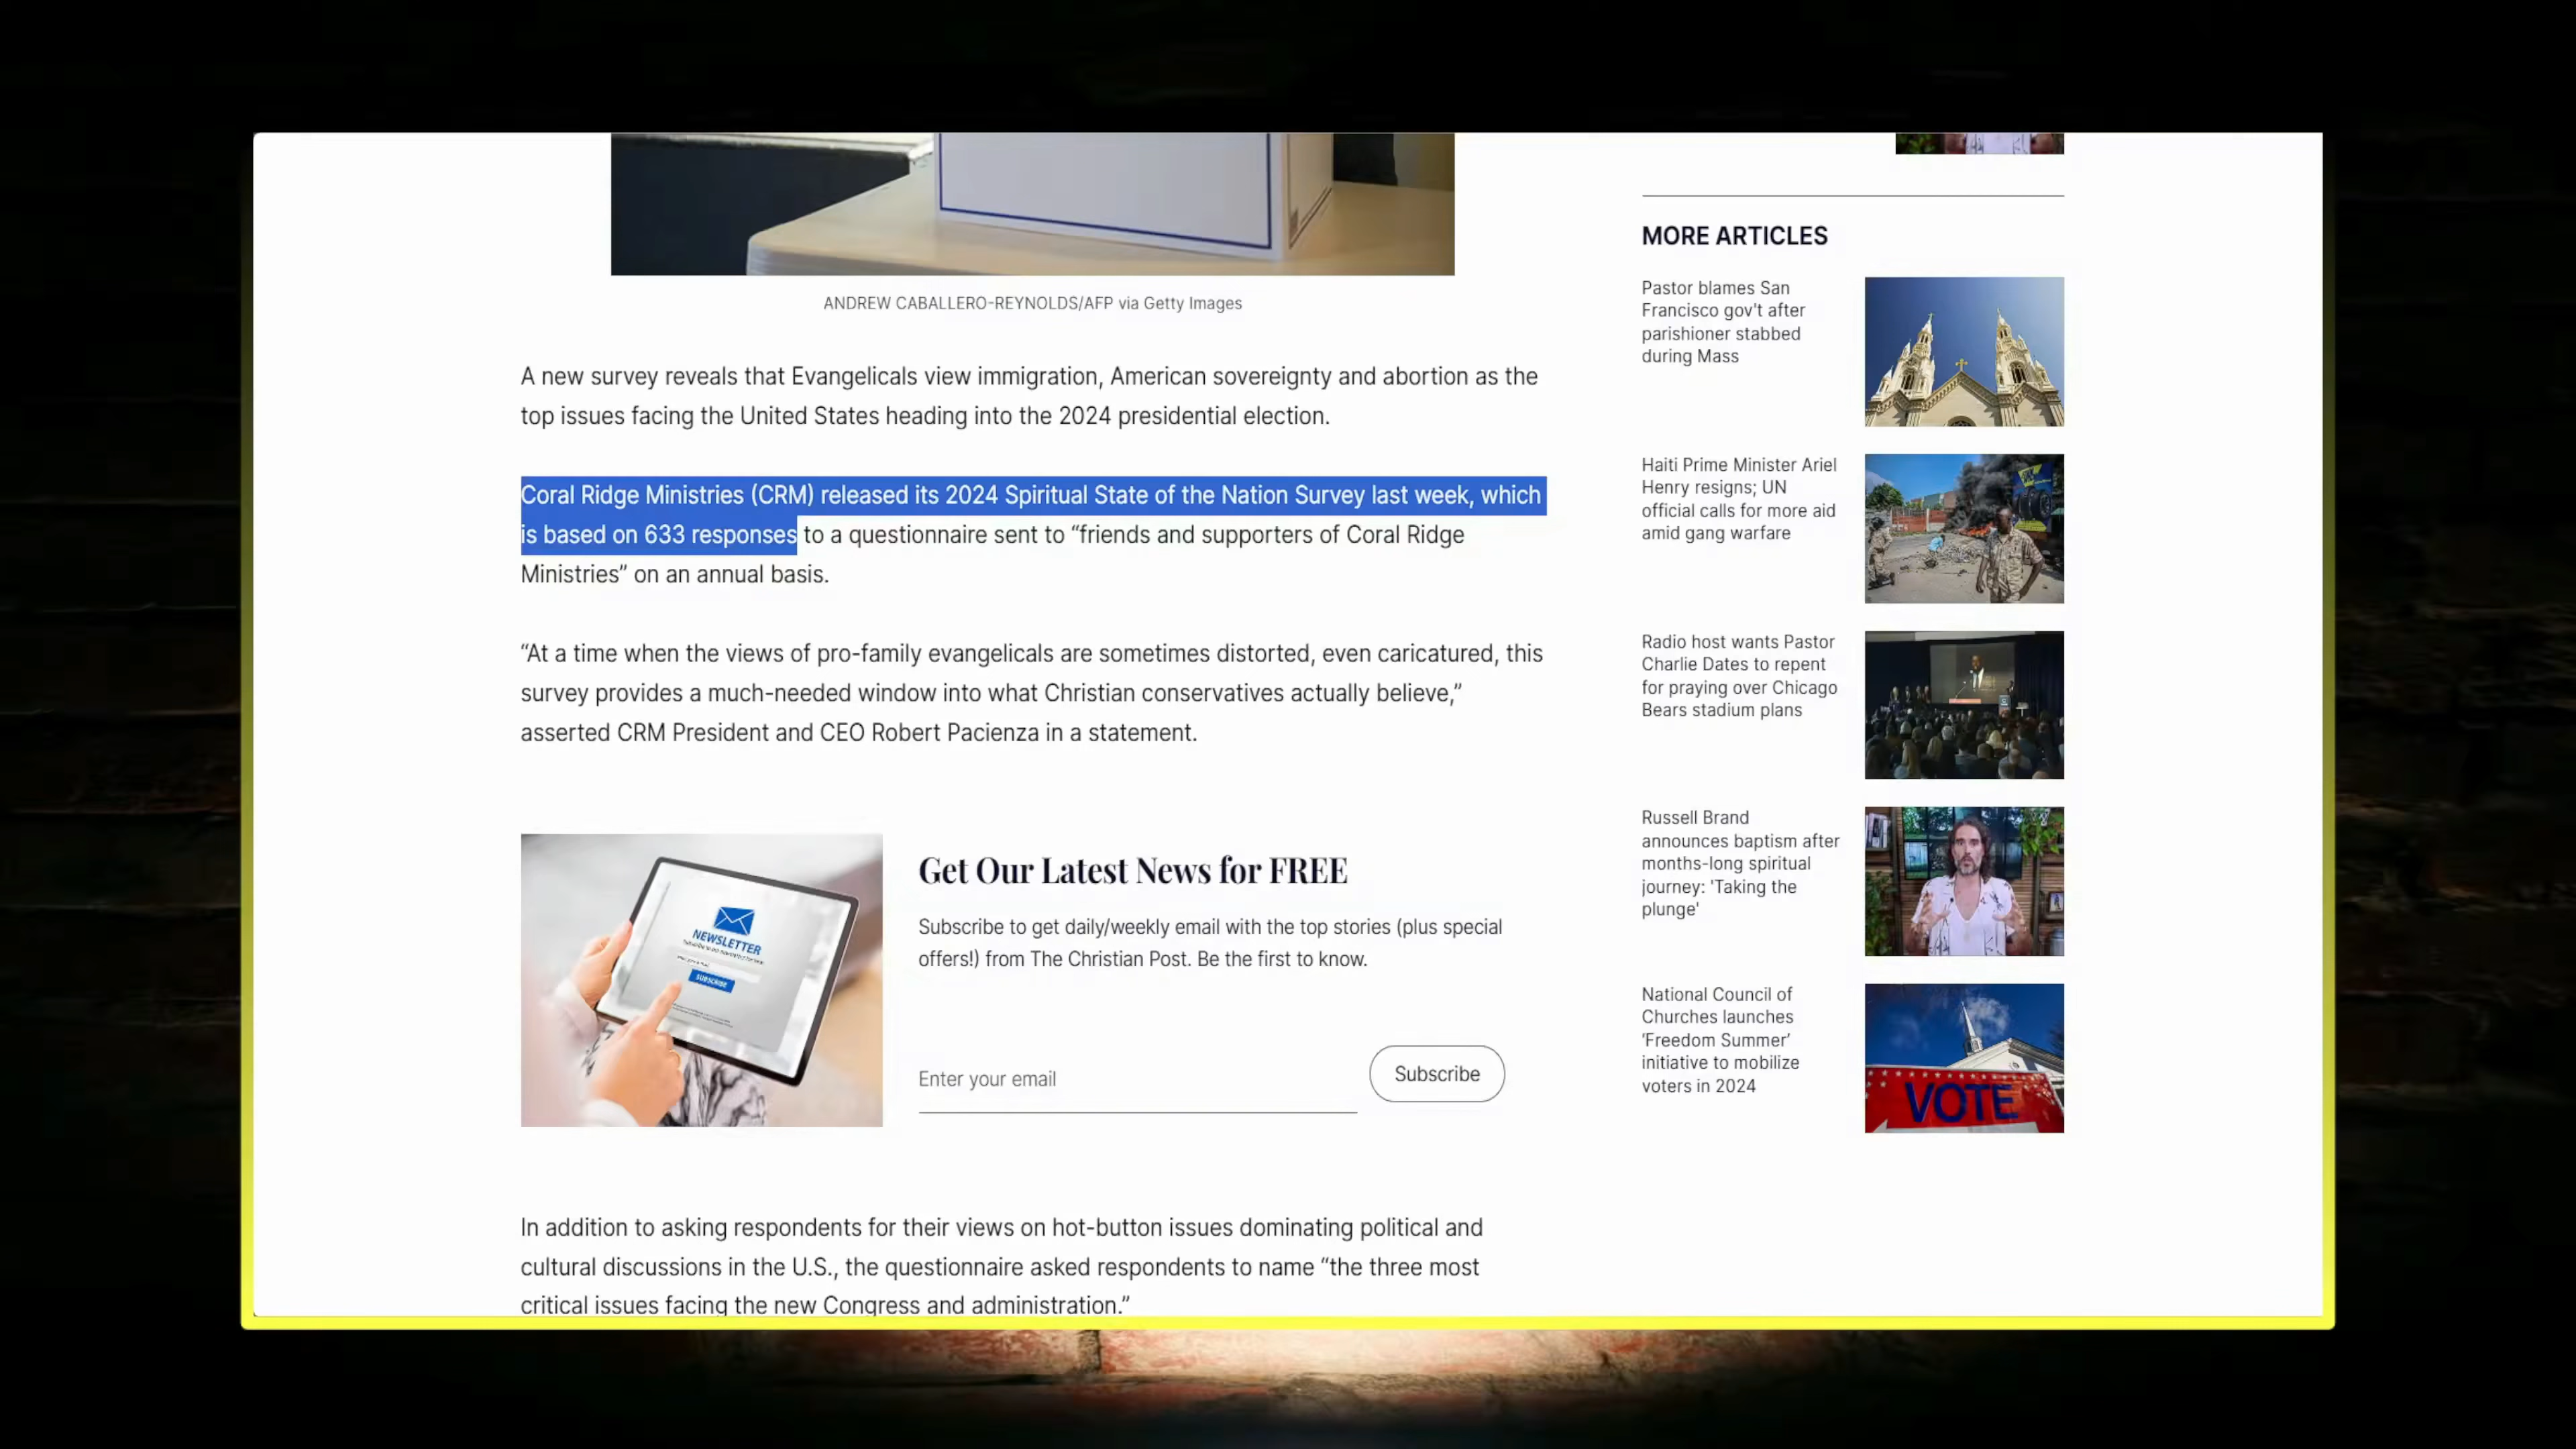 ANDREW CABALLERO-REYNOLDS/AFP via Getty Images
A new survey reveals that Evangelicals view immigration, American sovereignty and abortion as the
top issues facing the United States heading into the 2024 presidential election.
Coral Ridge Ministries (CRM) released its 2024 Spiritual State of the Nation Survey last week, which
is based on 633 responses to a questionnaire sent to “friends and supporters of Coral Ridge
Ministries” on an annual basis.
“At a time when the views of pro-family evangelicals are sometimes distorted, even caricatured, this
survey provides a much-needed window into what Christian conservatives actually believe,”
asserted CRM President and CEO Robert Pacienza in a statement.
NEWSLETTER
SUBSCRIBE
Get Our Latest News for FREE
Subscribe to get daily/weekly email with the top stories (plus special
offers!) from The Christian Post. Be the first to know.
Enter your email
Subscribe
In addition to asking respondents for their views on hot-button issues dominating political and
cultural discussions in the U.S., the questionnaire asked respondents to name “the three most
critical issues facing the new Congress and administration.”
MORE ARTICLES
Pastor blames San
Francisco gov't after
parishioner stabbed
during Mass
Haiti Prime Minister Ariel
Henry resigns; UN
official calls for more aid
amid gang warfare
Radio host wants Pastor
Charlie Dates to repent
for praying over Chicago
Bears stadium plans
Russell Brand
announces baptism after
months-long spiritual
journey: 'Taking the
plunge'
National Council of
Churches launches
‘Freedom Summer’
initiative to mobilize
voters in 2024
VOTE